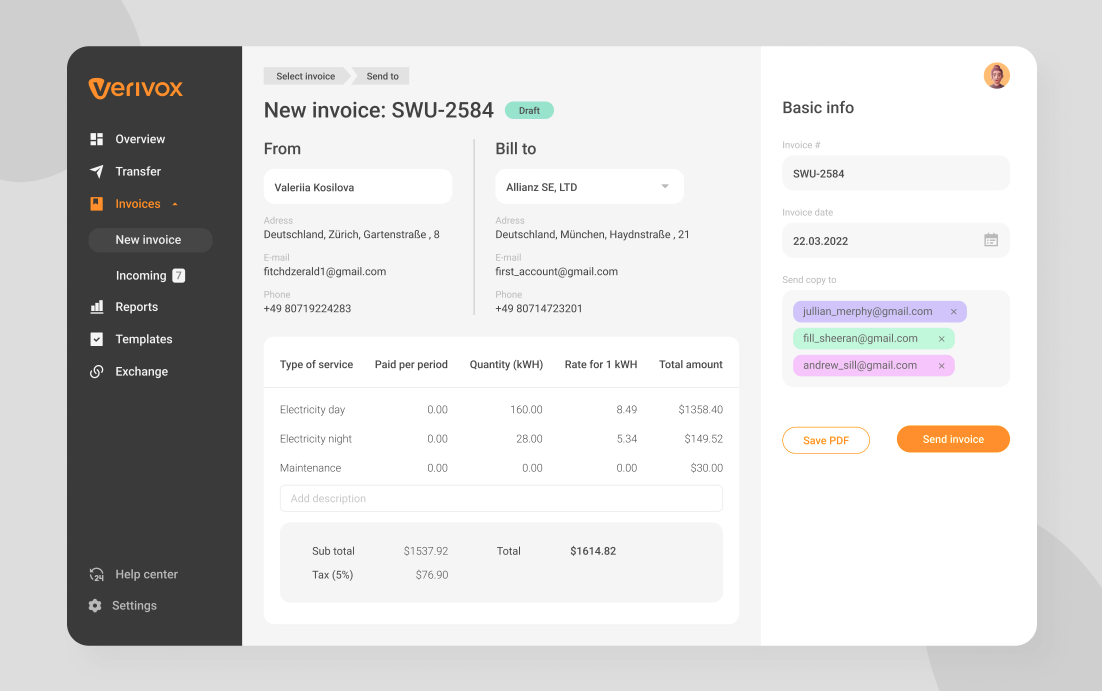 verivox
Overview
Transfer
Invoices
New invoice
Incoming 7
Reports
Templates
Exchange
24
Help center
Settings
Select invoice Send to
New invoice: SWU-2584 Draft
From
Valeriia Kosilova
Adress
Deutschland, Zürich, Gartenstraße , 8
E-mail
fitchdzerald1@gmail.com
Phone
+49 80719224283
Bill to
Allianz SE, LTD
Adress
Deutschland, München, Haydnstraße , 21
E-mail
first_account@gmail.com
Phone
+49 80714723201
Type of service Paid per period Quantity (kWH) Rate for 1 kWH Total amount
Electricity day 0.00 160.00 8.49 $1358.40
Electricity night 0.00 28.00 5.34 $149.52
Maintenance 0.00 0.00 0.00 $30.00
Add description
Sub total $1537.92 Total $1614.82
Tax (5%) $76.90
Basic info
Invoice #
SWU-2584
Invoice date
22.03.2022
Send copy to
jullian_merphy@gmail.com ×
fill_sheeran@gmail.com ×
andrew_sill@gmail.com ×
Save PDF Send invoice